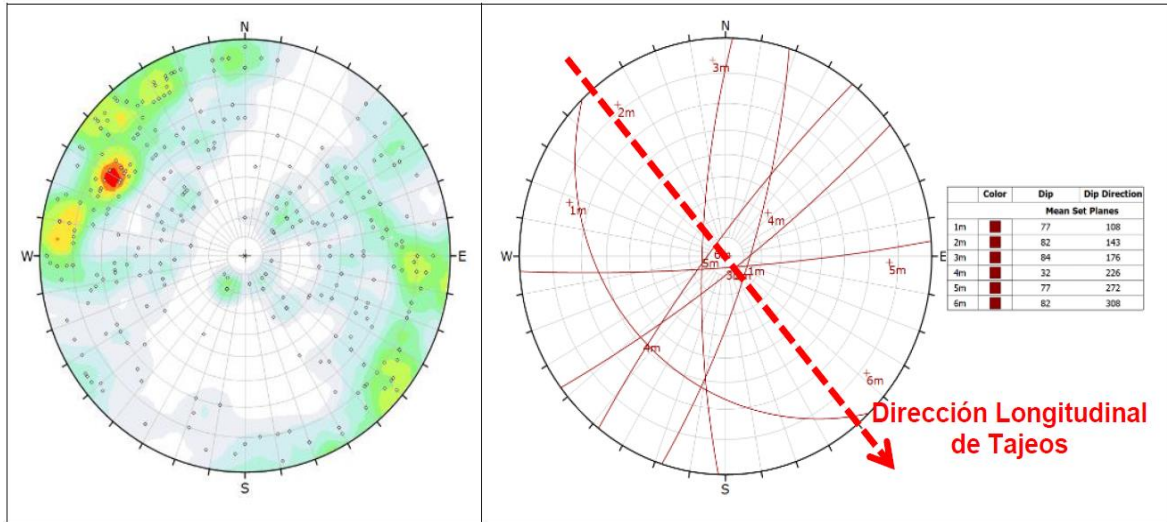 N
W
E
S
N
W
E
S
3m
2m
1m
4m
5m
5m
1m
4m
6m
Dirección Longitudinal
de Tajeos
Color Dip Dip Direction
Mean Set Planes
1m 77 108
2m 82 143
3m 84 176
4m 32 226
5m 77 272
6m 82 308